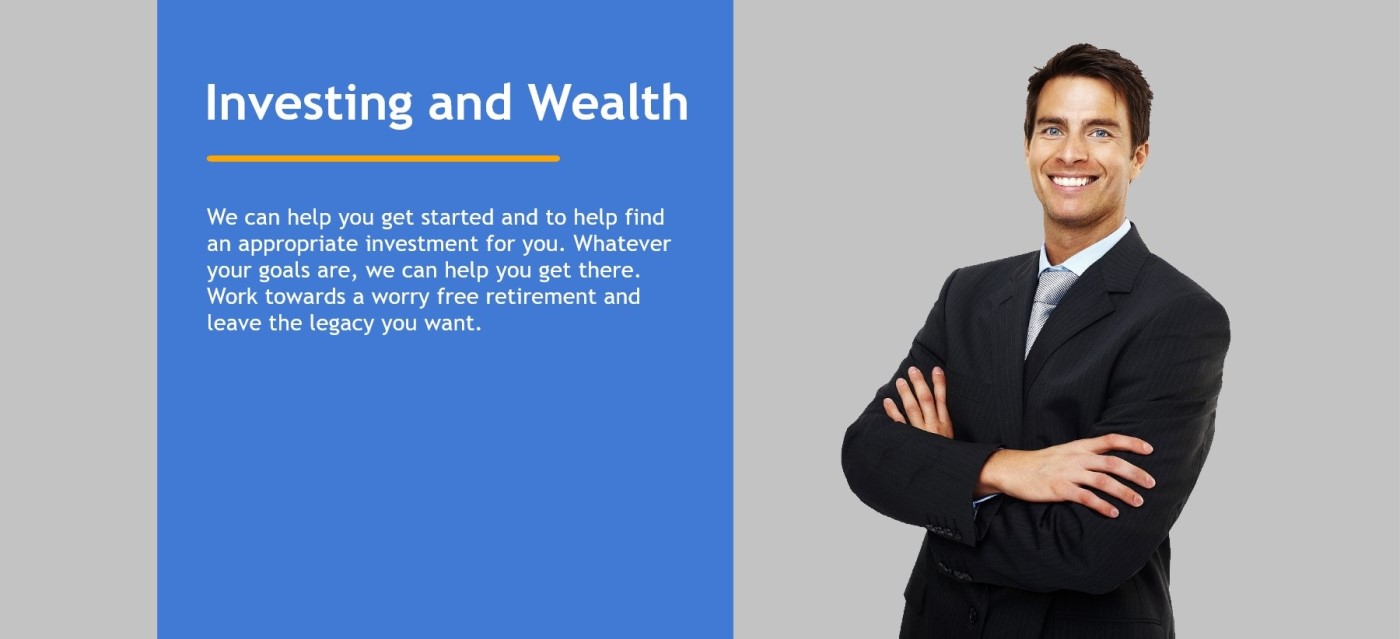 Investing and Wealth
We can help you get started and to help find
an appropriate investment for you. Whatever
your goals are, we can help you get there.
Work towards a worry free retirement and
leave the legacy you want.